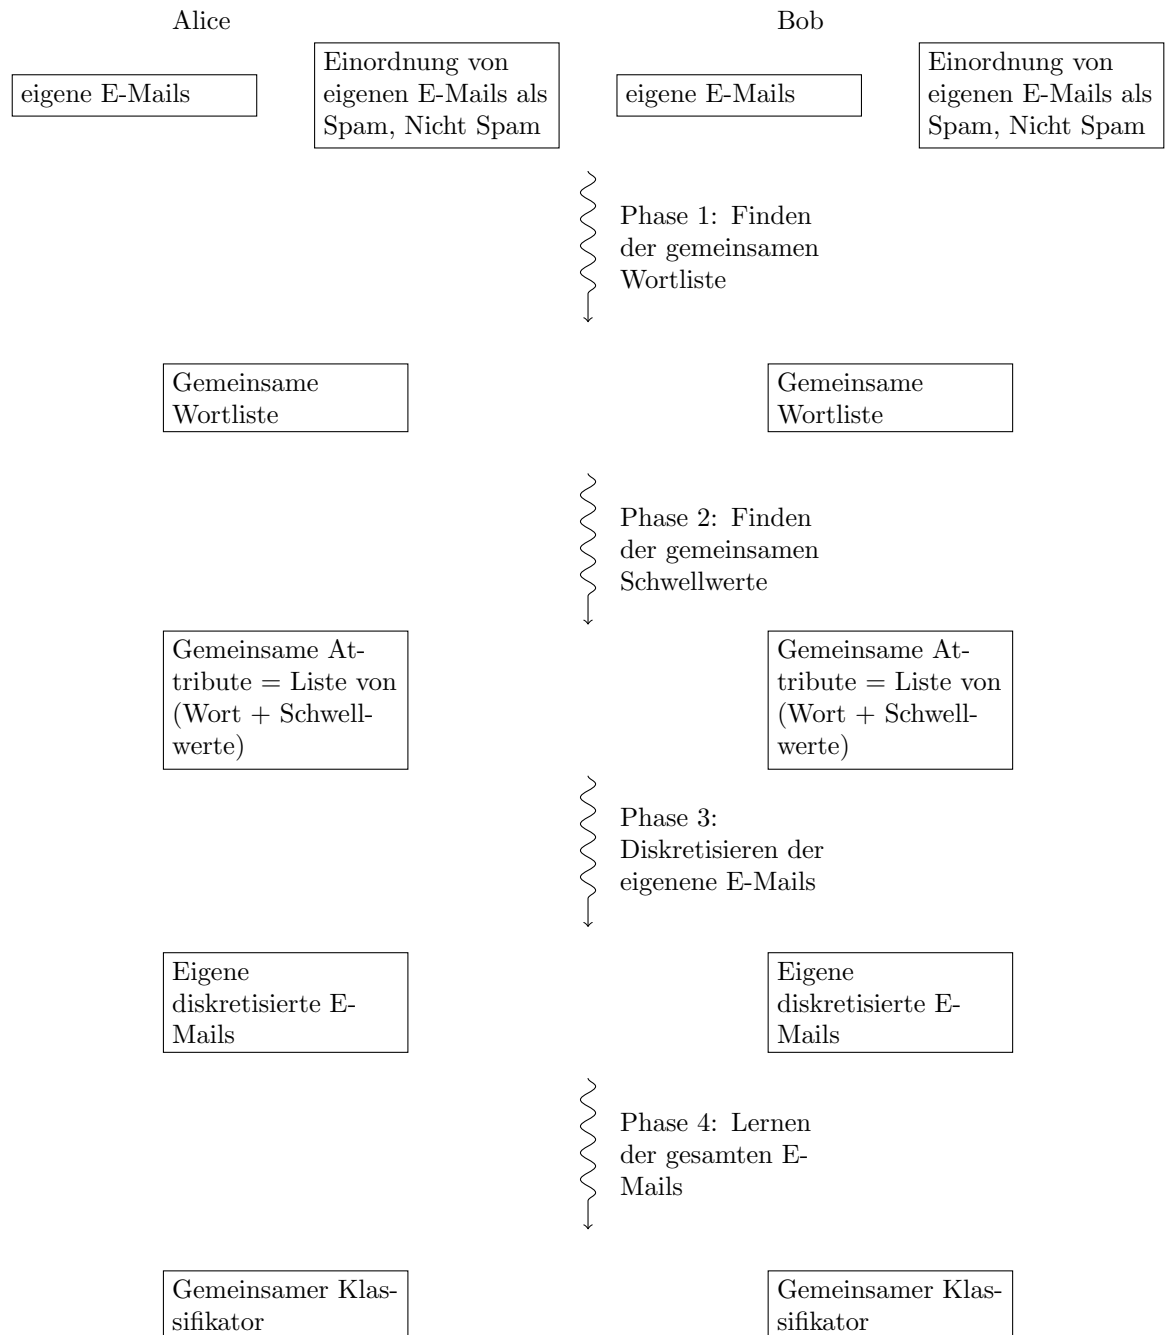 Alice
Bob
eigene E-Mails
Einordnung von
eigenen E-Mails als
Spam, Nicht Spam
eigene E-Mails
Einordnung von
eigenen E-Mails als
Spam, Nicht Spam
Phase 1: Finden
der gemeinsamen
Wortliste
Gemeinsame
Wortliste
Gemeinsame
Wortliste
Phase 2: Finden
der gemeinsamen
Schwellwerte
Gemeinsame At-
tribute = Liste von
(Wort + Schwell-
werte)
Gemeinsame At-
tribute = Liste von
(Wort + Schwell-
werte)
Phase 3:
Diskretisieren der
eigenene E-Mails
Eigene
diskretisierte E-
Mails
Eigene
diskretisierte E-
Mails
Phase 4: Lernen
der gesamten E-
Mails
Gemeinsamer Klas-
sifikator
Gemeinsamer Klas-
sifikator